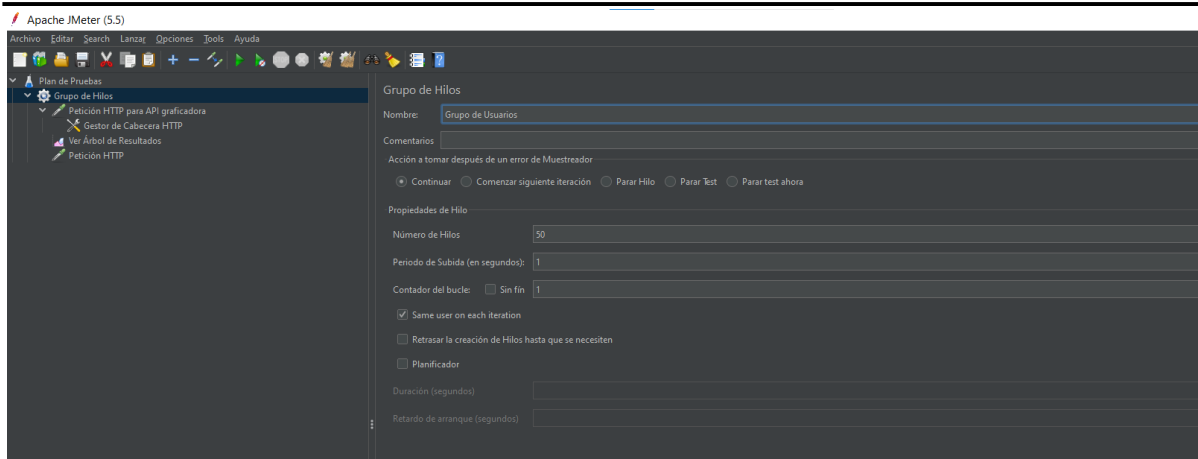 Apache JMeter (5.5)
Archivo Editar Search Lanzar Opciones Tools Ayuda
Plan de Pruebas
Grupo de Hilos
Petición HTTP para API graficadora
Gestor de Cabecera HTTP
Ver Árbol de Resultados
Petición HTTP
Grupo de Hilos
Nombre: Grupo de Usuarios
Comentarios
Acción a tomar después de un error de Muestreador
Continuar Comenzar siguiente iteración Parar Hilo Parar Test Parar test ahora
Propiedades de Hilo
Número de Hilos 50
Periodo de Subida (en segundos): 1
Contador del bucle: Sin fín 1
Same user on each iteration
Retrasar la creación de Hilos hasta que se necesiten
Planificador
Duración (segundos)
Retardo de arranque (segundos)